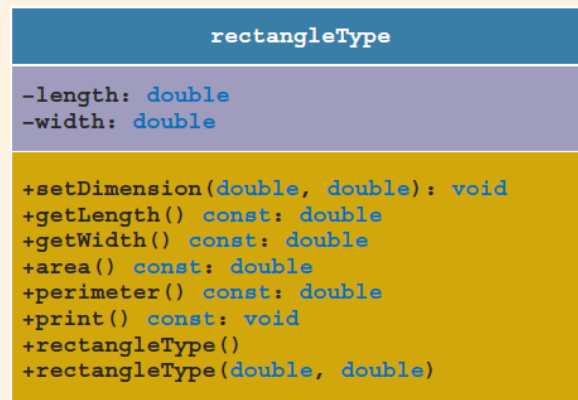 rectangleType
-length: double
-width: double
+setDimension(double, double): void
+getLength() const: double
+getWidth() const: double
+area() const: double
+perimeter() const: double
+print() const: void
+rectangleType()
+rectangleType(double, double)